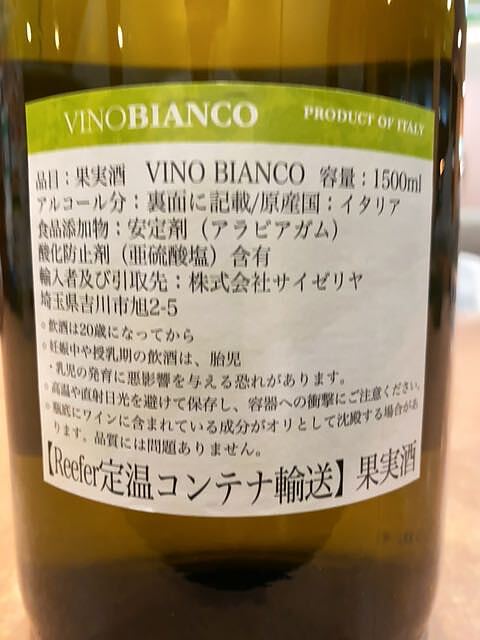 VINOBIANCO PRODUCT OF ITALY
品目：果実酒 VINO BIANCO 容量：1500ml
アルコール分：裏面に記載/原産国：イタリア
食品添加物：安定剤（アラビアガム）
酸化防止剤（亜硫酸塩）含有
輸入者及び引取先：株式会社サイゼリヤ
埼玉県吉川市旭2-5
○飲酒は20歳になってから
○妊娠中や授乳期の飲酒は、胎児
・乳児の発育に悪影響を与える恐れがあります。
○高温や直射日光を避けて保存し、容器への衝撃にご注意ください。
○瓶底にワインに含まれている成分がオリとして沈殿する場合があ
ります。品質には問題ありません。
【Reefer定温コンテナ輸送】果実酒